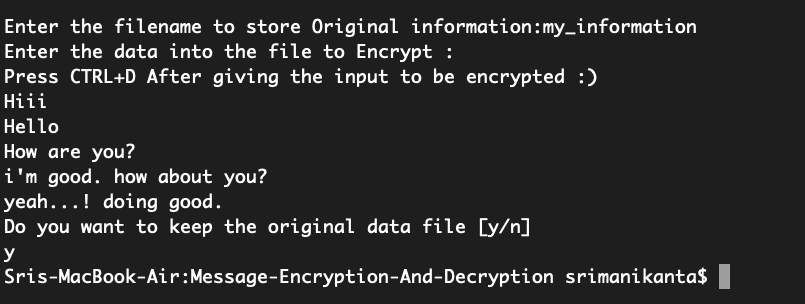 Enter the filename to store Original information:my_information
Enter the data into the file to Encrypt :
Press CTRL+D After giving the input to be encrypted :)
Hiii
Hello
How are you?
i'm good. how about you?
yeah...! doing good.
Do you want to keep the original data file [y/n]
y
Sris-MacBook-Air:Message-Encryption-And-Decryption srimanikanta$